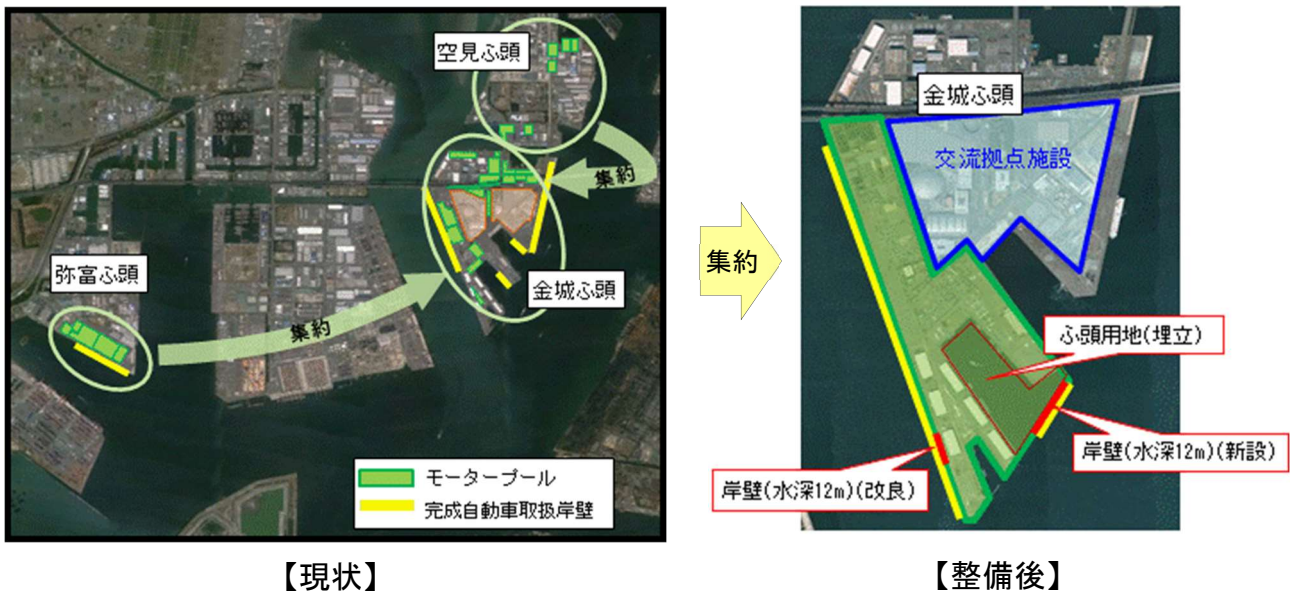 空見ふ頭
集約
金城ふ頭
弥富ふ頭
集約
モータープール
完成自動車取扱岸壁
【現状】
集約
金城ふ頭
交流拠点施設
ふ頭用地(埋立)
岸壁(水深12m)(新設)
岸壁(水深12m)(改良)
【整備後】